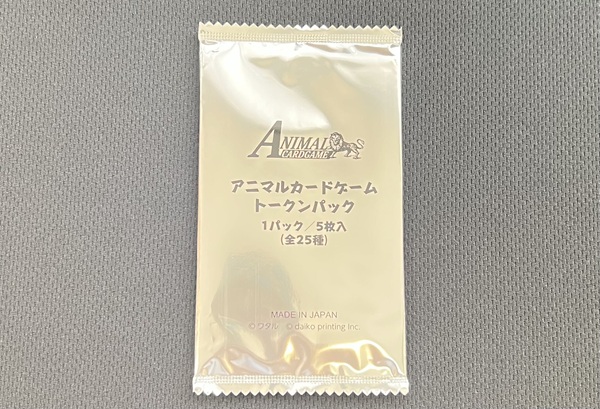 ANIMAL
CARDGAME
アニマルカードゲーム
トークンパック
1パック／5枚入
(全25種)
MADE IN JAPAN
©ワタル ©daiko printing Inc.